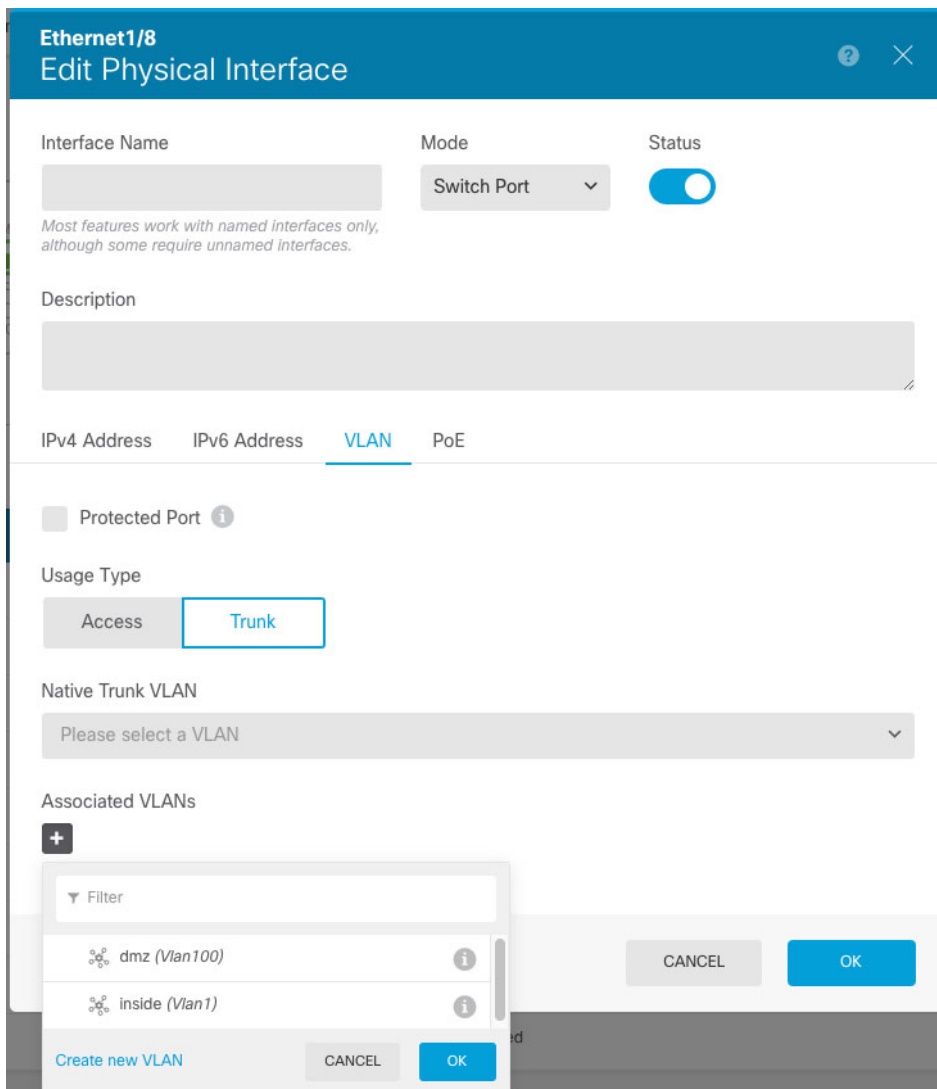 Ethernet1/8
Edit Physical Interface
Interface Name
Mode
Status
Switch Port
Most features work with named interfaces only,
although some require unnamed interfaces.
Description
IPv4 Address
IPv6 Address
VLAN
PoE
Protected Port
Usage Type
Access
Trunk
Native Trunk VLAN
Please select a VLAN
Associated VLANs
Filter
dmz (Vlan100)
inside (Vlan1)
Create new VLAN
CANCEL
OK
CANCEL
OK